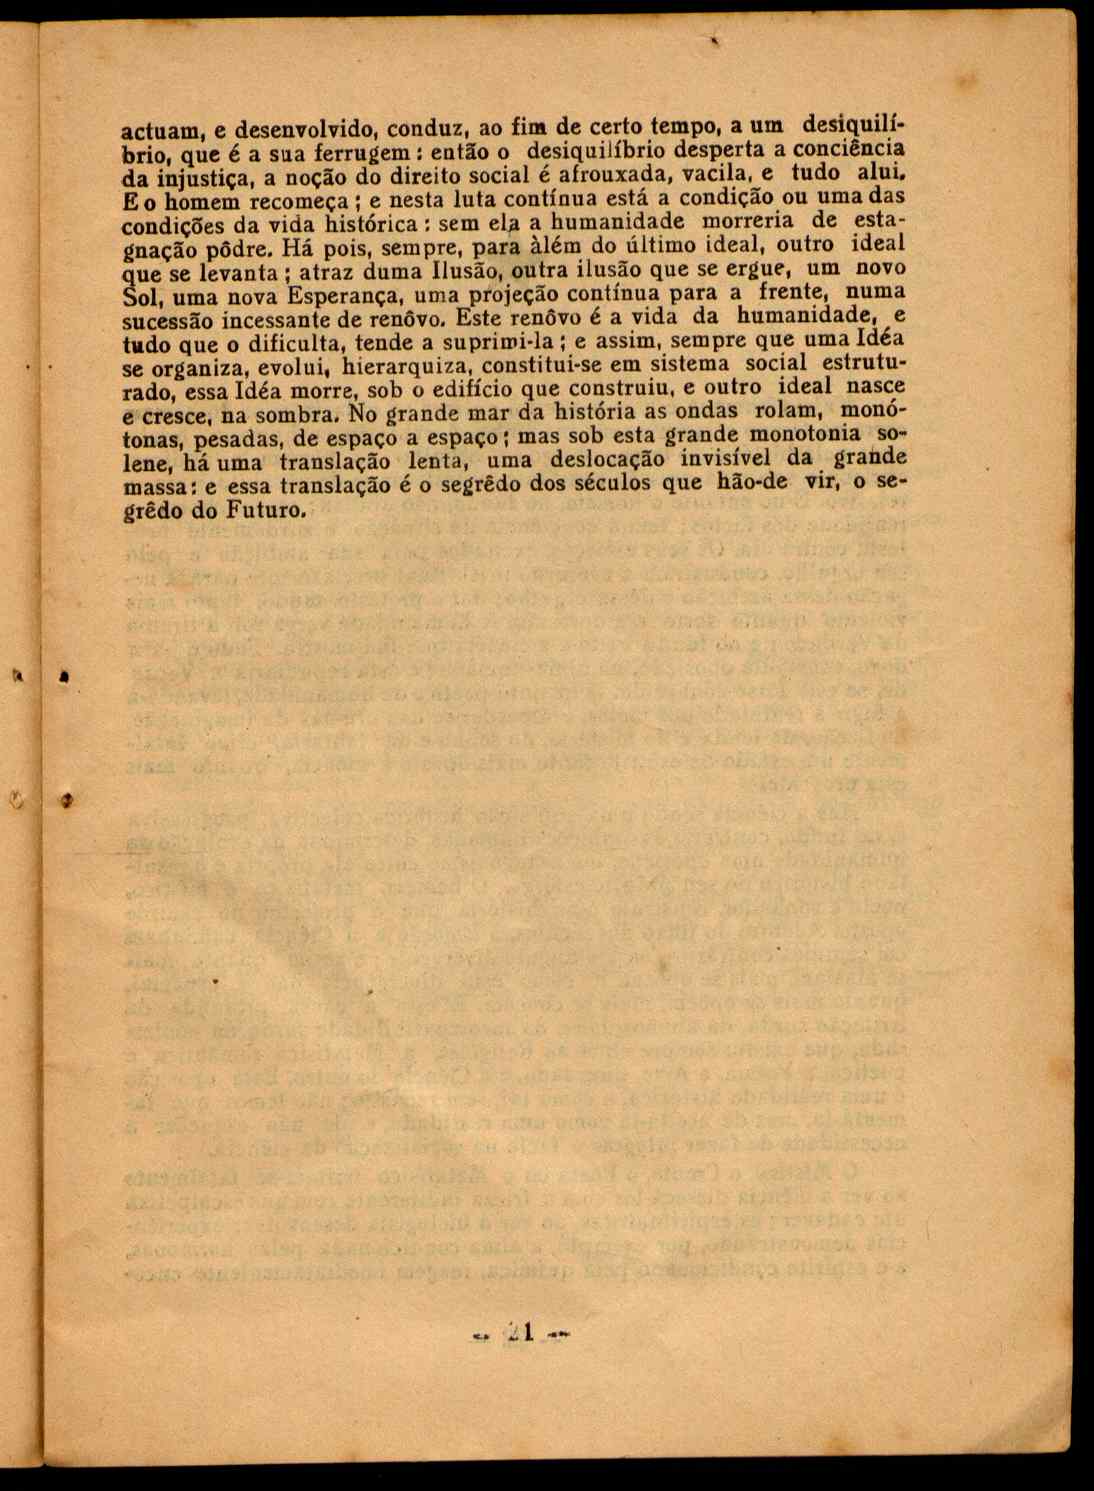 actuam, e desenvolvido, conduz, ao fim de certo tempo, a um desiquilí-
brio, que é a sua ferrugem : então o desiquilíbrio desperta a conciência
da injustiça, a noção do direito social é afrouxada, vacila, e tudo alui.
E o homem recomeça ; e nesta luta contínua está a condição ou uma das
condições da vida histórica : sem ela a humanidade morreria de esta-
gnação pôdre. Há pois, sempre, para àlém do último ideal, outro ideal
que se levanta ; atraz duma Ilusão, outra ilusão que se ergue, um novo
Sol, uma nova Esperança, uma projeção contínua para a frente, numa
sucessão incessante de renôvo. Este renôvo é a vida da humanidade, e
tudo que o dificulta, tende a suprimi-la ; e assim, sempre que uma Idéa
se organiza, evolui, hierarquiza, constitui-se em sistema social estrutu-
rado, essa Idéa morre, sob o edifício que construiu, e outro ideal nasce
e cresce, na sombra. No grande mar da história as ondas rolam, monó-
tonas, pesadas, de espaço a espaço ; mas sob esta grande monotonia so-
lene, há uma translação lenta, uma deslocação invisível da grande
massa : e essa translação é o segrêdo dos séculos que hão-de vir, o se-
grêdo do Futuro.
-- 21 --